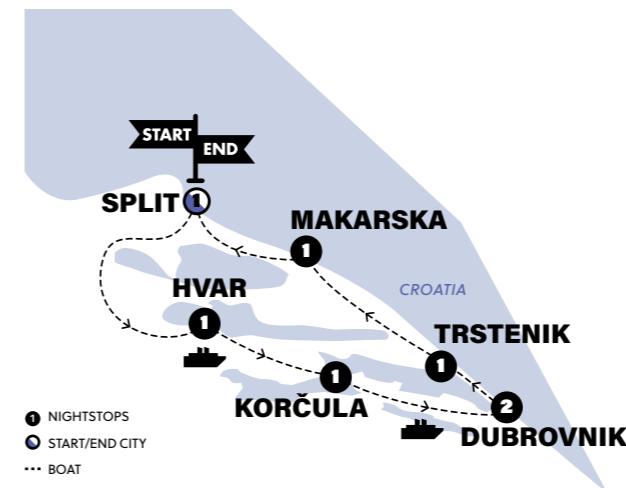 START
END
SPLIT 1
MAKARSKA
1
CROATIA
HVAR
1
TRSTENIK
1
1
KORČULA
2
DUBROVNIK
1 NIGHTSTOPS
START/END CITY
BOAT